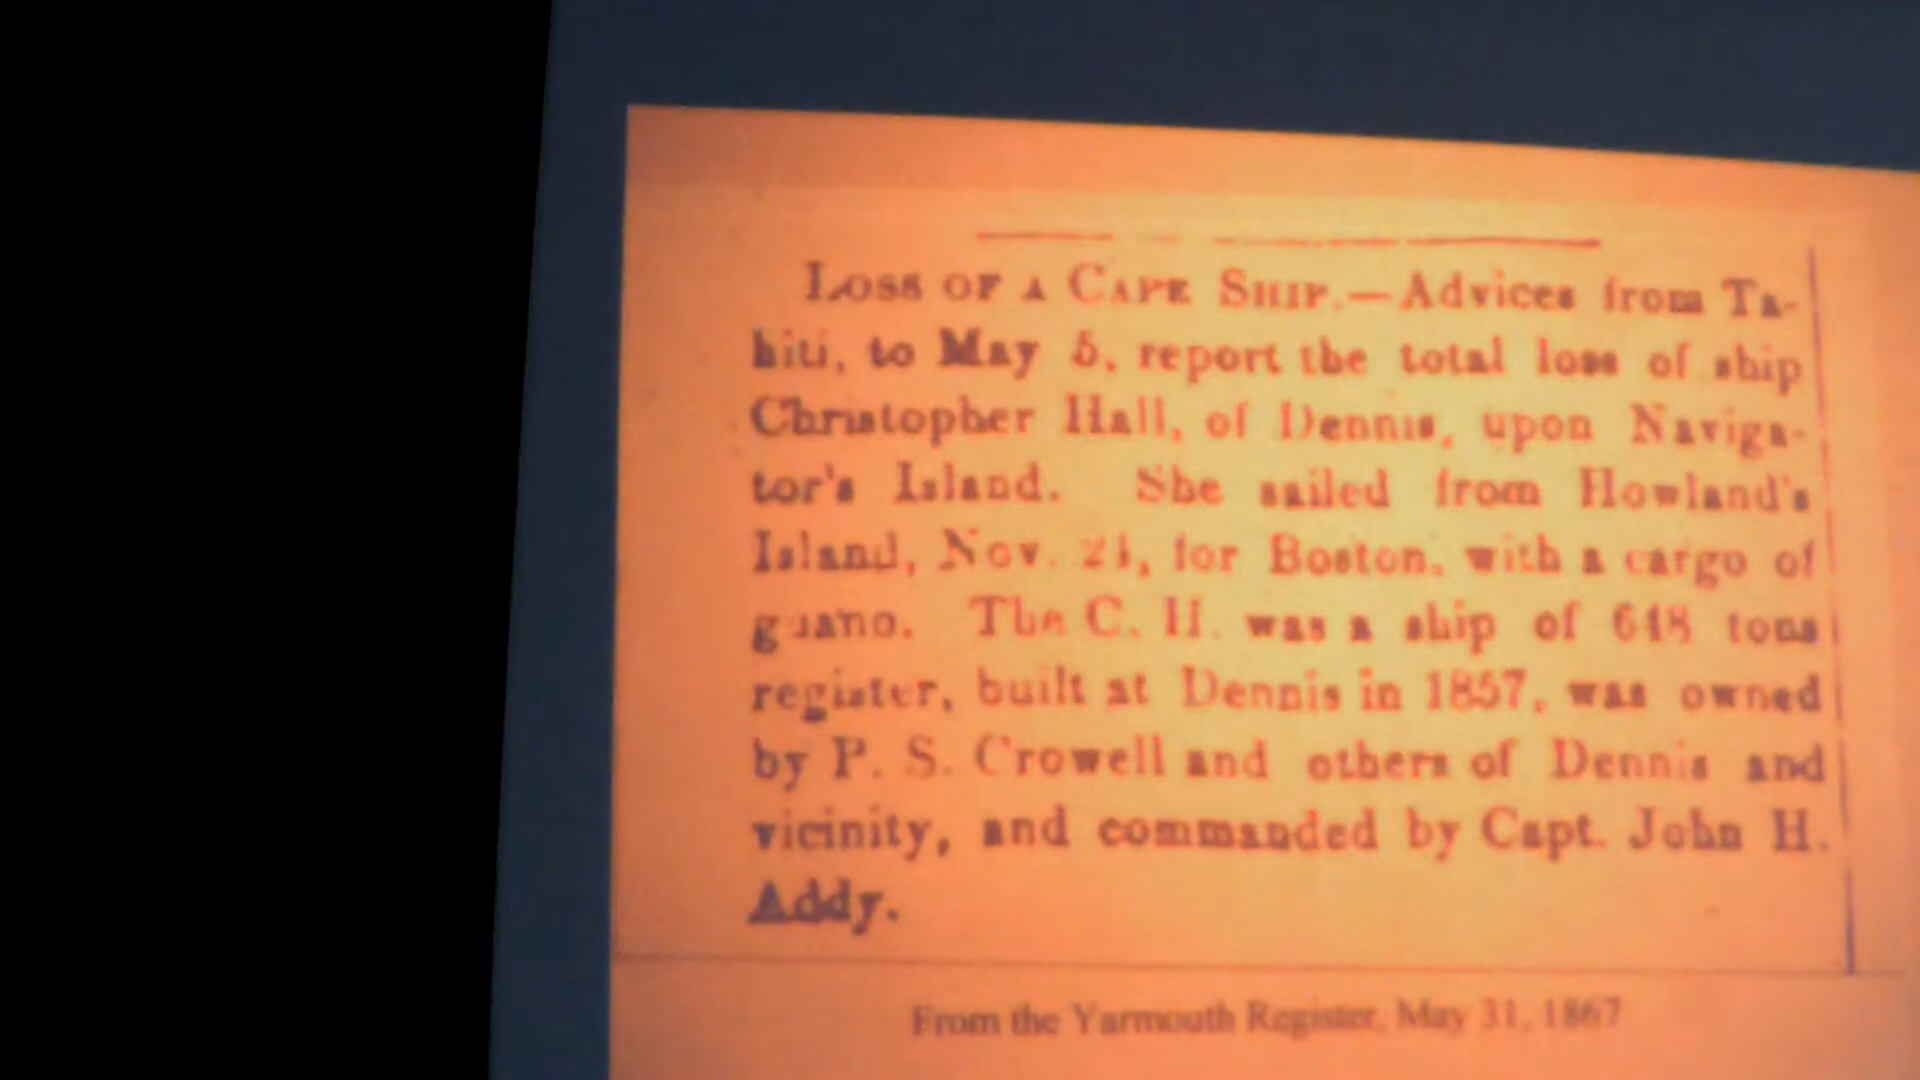 LOSS OF A CAPE SHIP.—Advices from Ta-
hiti, to May 5, report the total loss of ship
Christopher Hall, of Dennis, upon Naviga-
tor's Island. She sailed from Howland's
Island, Nov. for Boston, with a cargo of
guano. The C. H. was a ship of 648 tons
register, built at Dennis in 1857, was owned
by P. S. Crowell and others of Dennis and
vicinity, and commanded by Capt. John H.
Addy.
From the Yarmouth Register, May 31, 1867